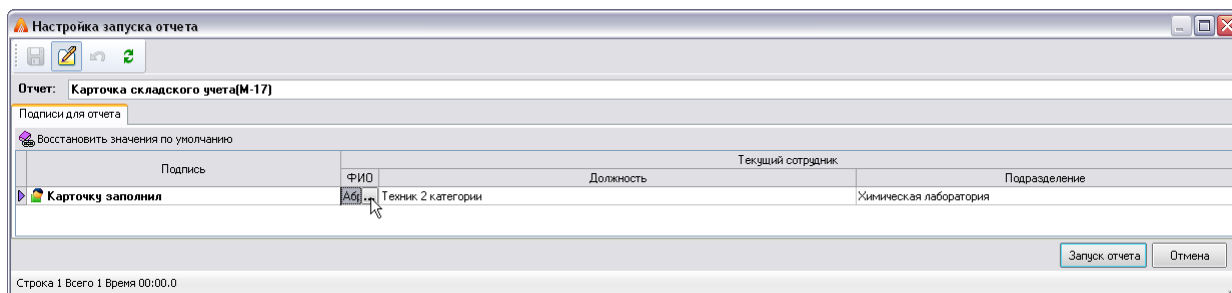 Настройка запуска отчета
Отчет: Карточка складского учета(М-17)
Подписи для отчета
Восстановить значения по умолчанию
Подпись
Текущий сотрудник
ФИО
Должность
Подразделение
Карточку заполнил
... Техник 2 категории
Химическая лаборатория
Запуск отчета
Отмена
Строка 1 Всего 1 Время 00:00.0